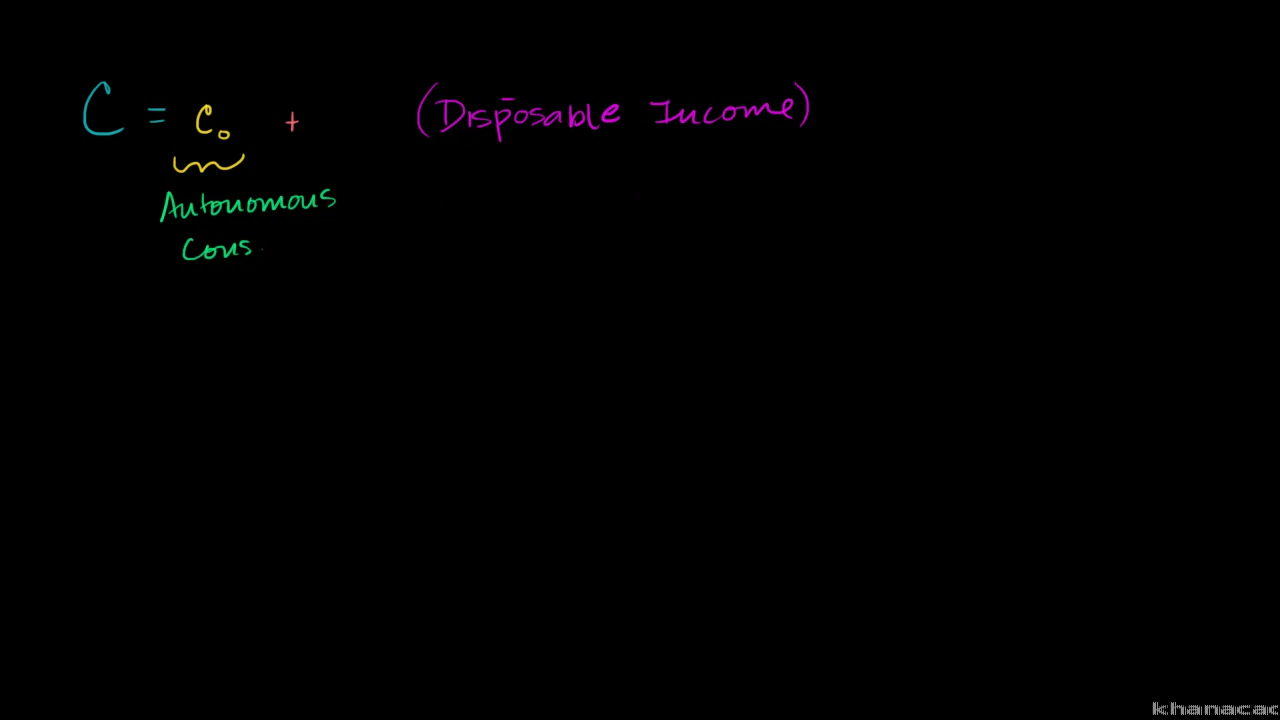 C = C₀ + (Disposable Income)
Autonomous
Cons.
khanacac